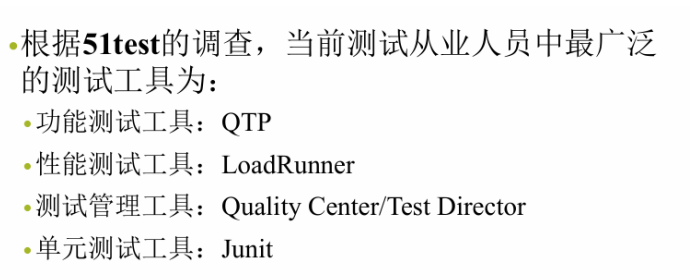 •根据51test的调查，当前测试从业人员中最广泛
的测试工具为：
•功能测试工具：QTP
•性能测试工具：LoadRunner
•测试管理工具：Quality Center/Test Director
•单元测试工具：Junit